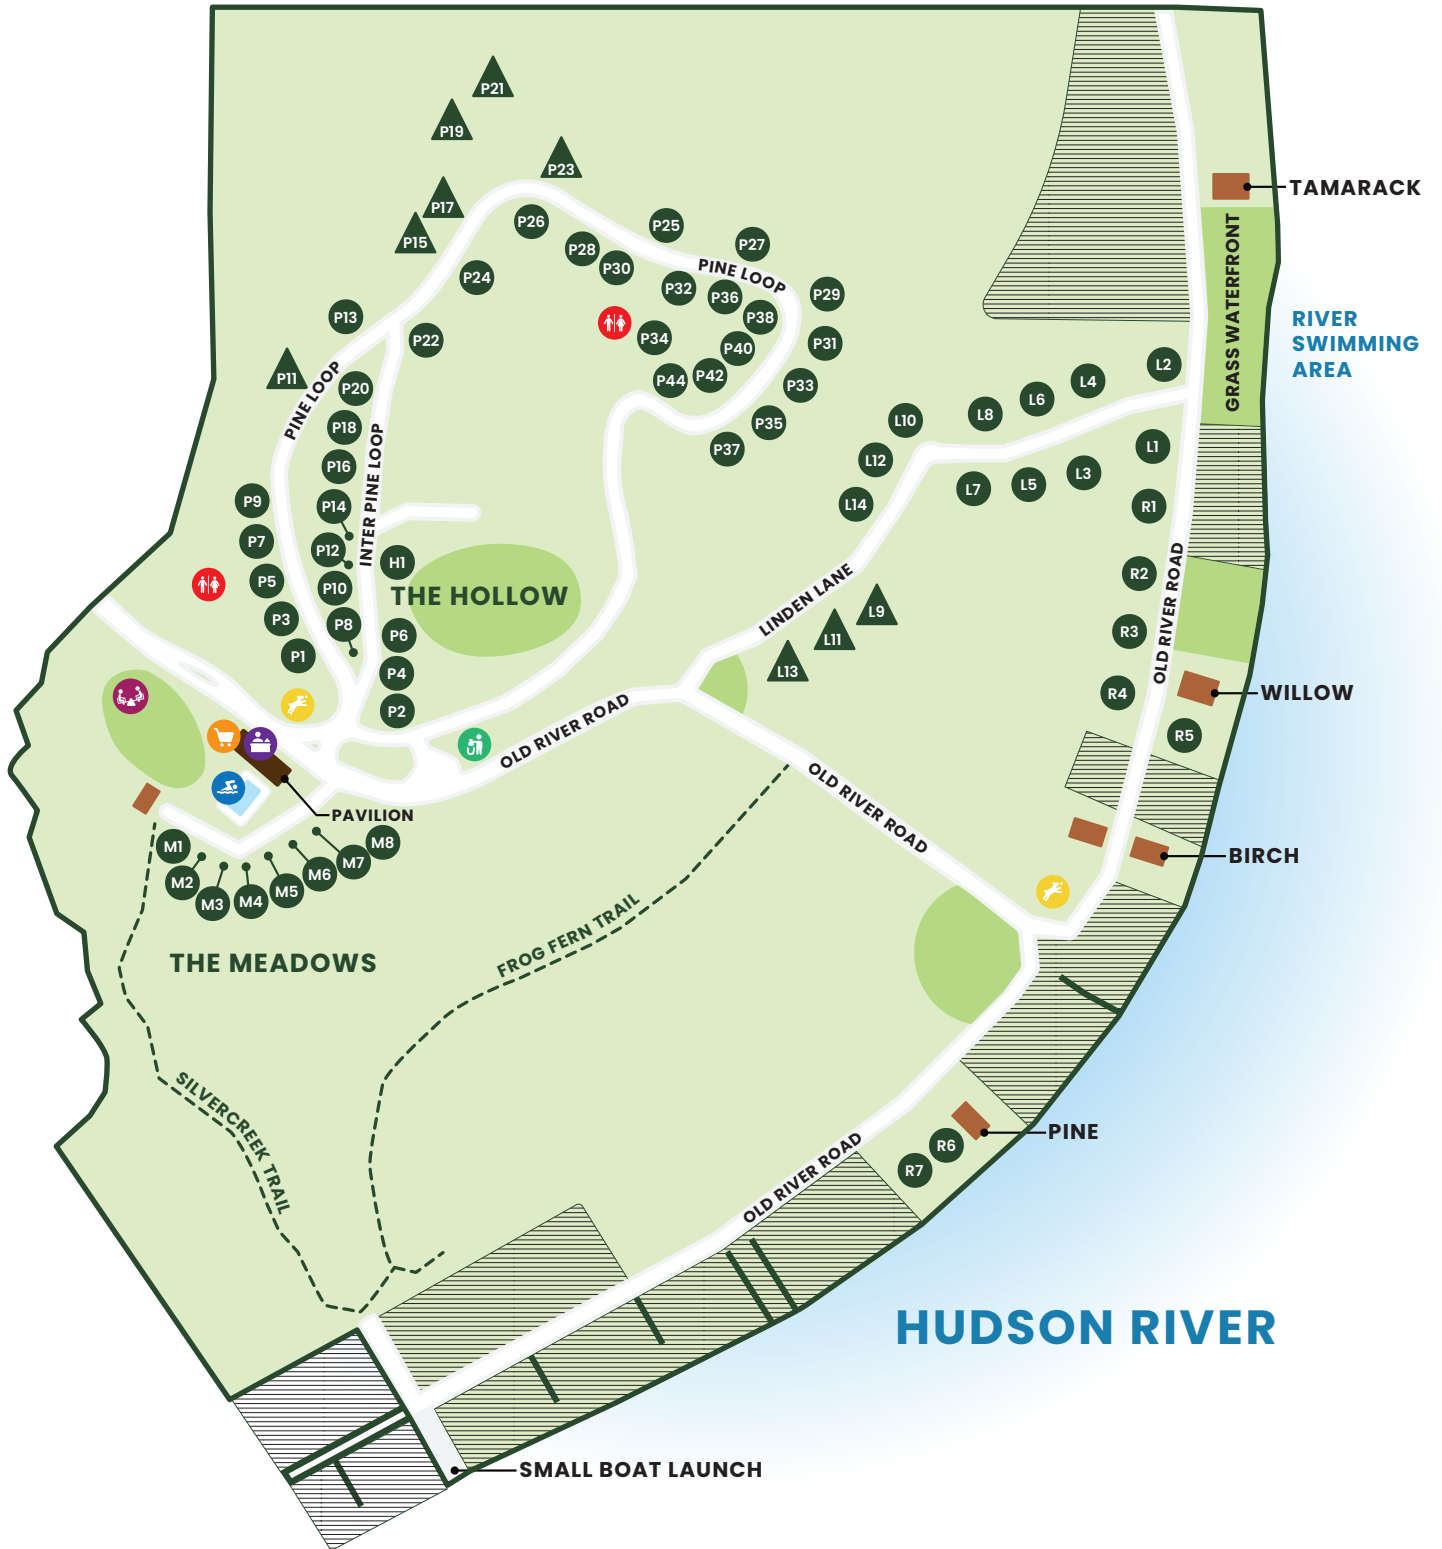 P21
P19
P23
P17
P15
P26
P25
P28
P27
P30
P24
PINE LOOP
P32
P36
P29
P13
P38
P22
P34
P40
P31
P11
P20
PINE LOOP
P44
P42
P33
P18
P35
P37
INTER PINE LOOP
P16
P9
P14
P7
P12
H1
P5
P10
THE HOLLOW
P3
P8
P6
P1
P4
P2
TAMARACK
GRASS WATERFRONT
RIVER
SWIMMING
AREA
L2
L4
L6
L8
L10
L12
L14
L1
L3
L5
L7
R1
R2
R3
R4
OLD RIVER ROAD
LINDEN LANE
L9
L11
L13
WILLOW
R5
OLD RIVER ROAD
OLD RIVER ROAD
PAVILION
M1
M2
M3
M4
M5
M6
M7
M8
BIRCH
THE MEADOWS
FROG FERN TRAIL
SILVERCREEK TRAIL
PINE
R6
R7
OLD RIVER ROAD
HUDSON RIVER
SMALL BOAT LAUNCH